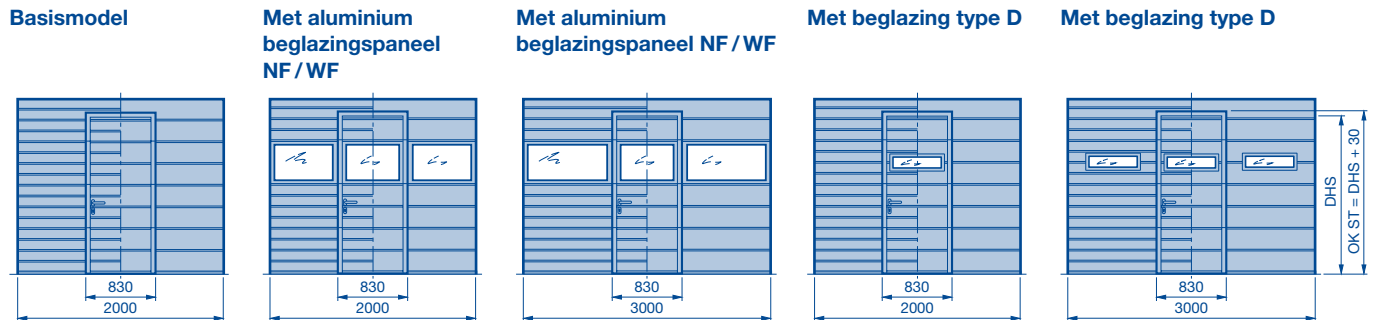 Basismodel
Met aluminium
beglazingspaneel
NF / WF
Met aluminium
beglazingspaneel NF / WF
Met beglazing type D
Met beglazing type D
830
2000
830
2000
830
3000
830
2000
830
3000
DHS
OK ST = DHS + 30